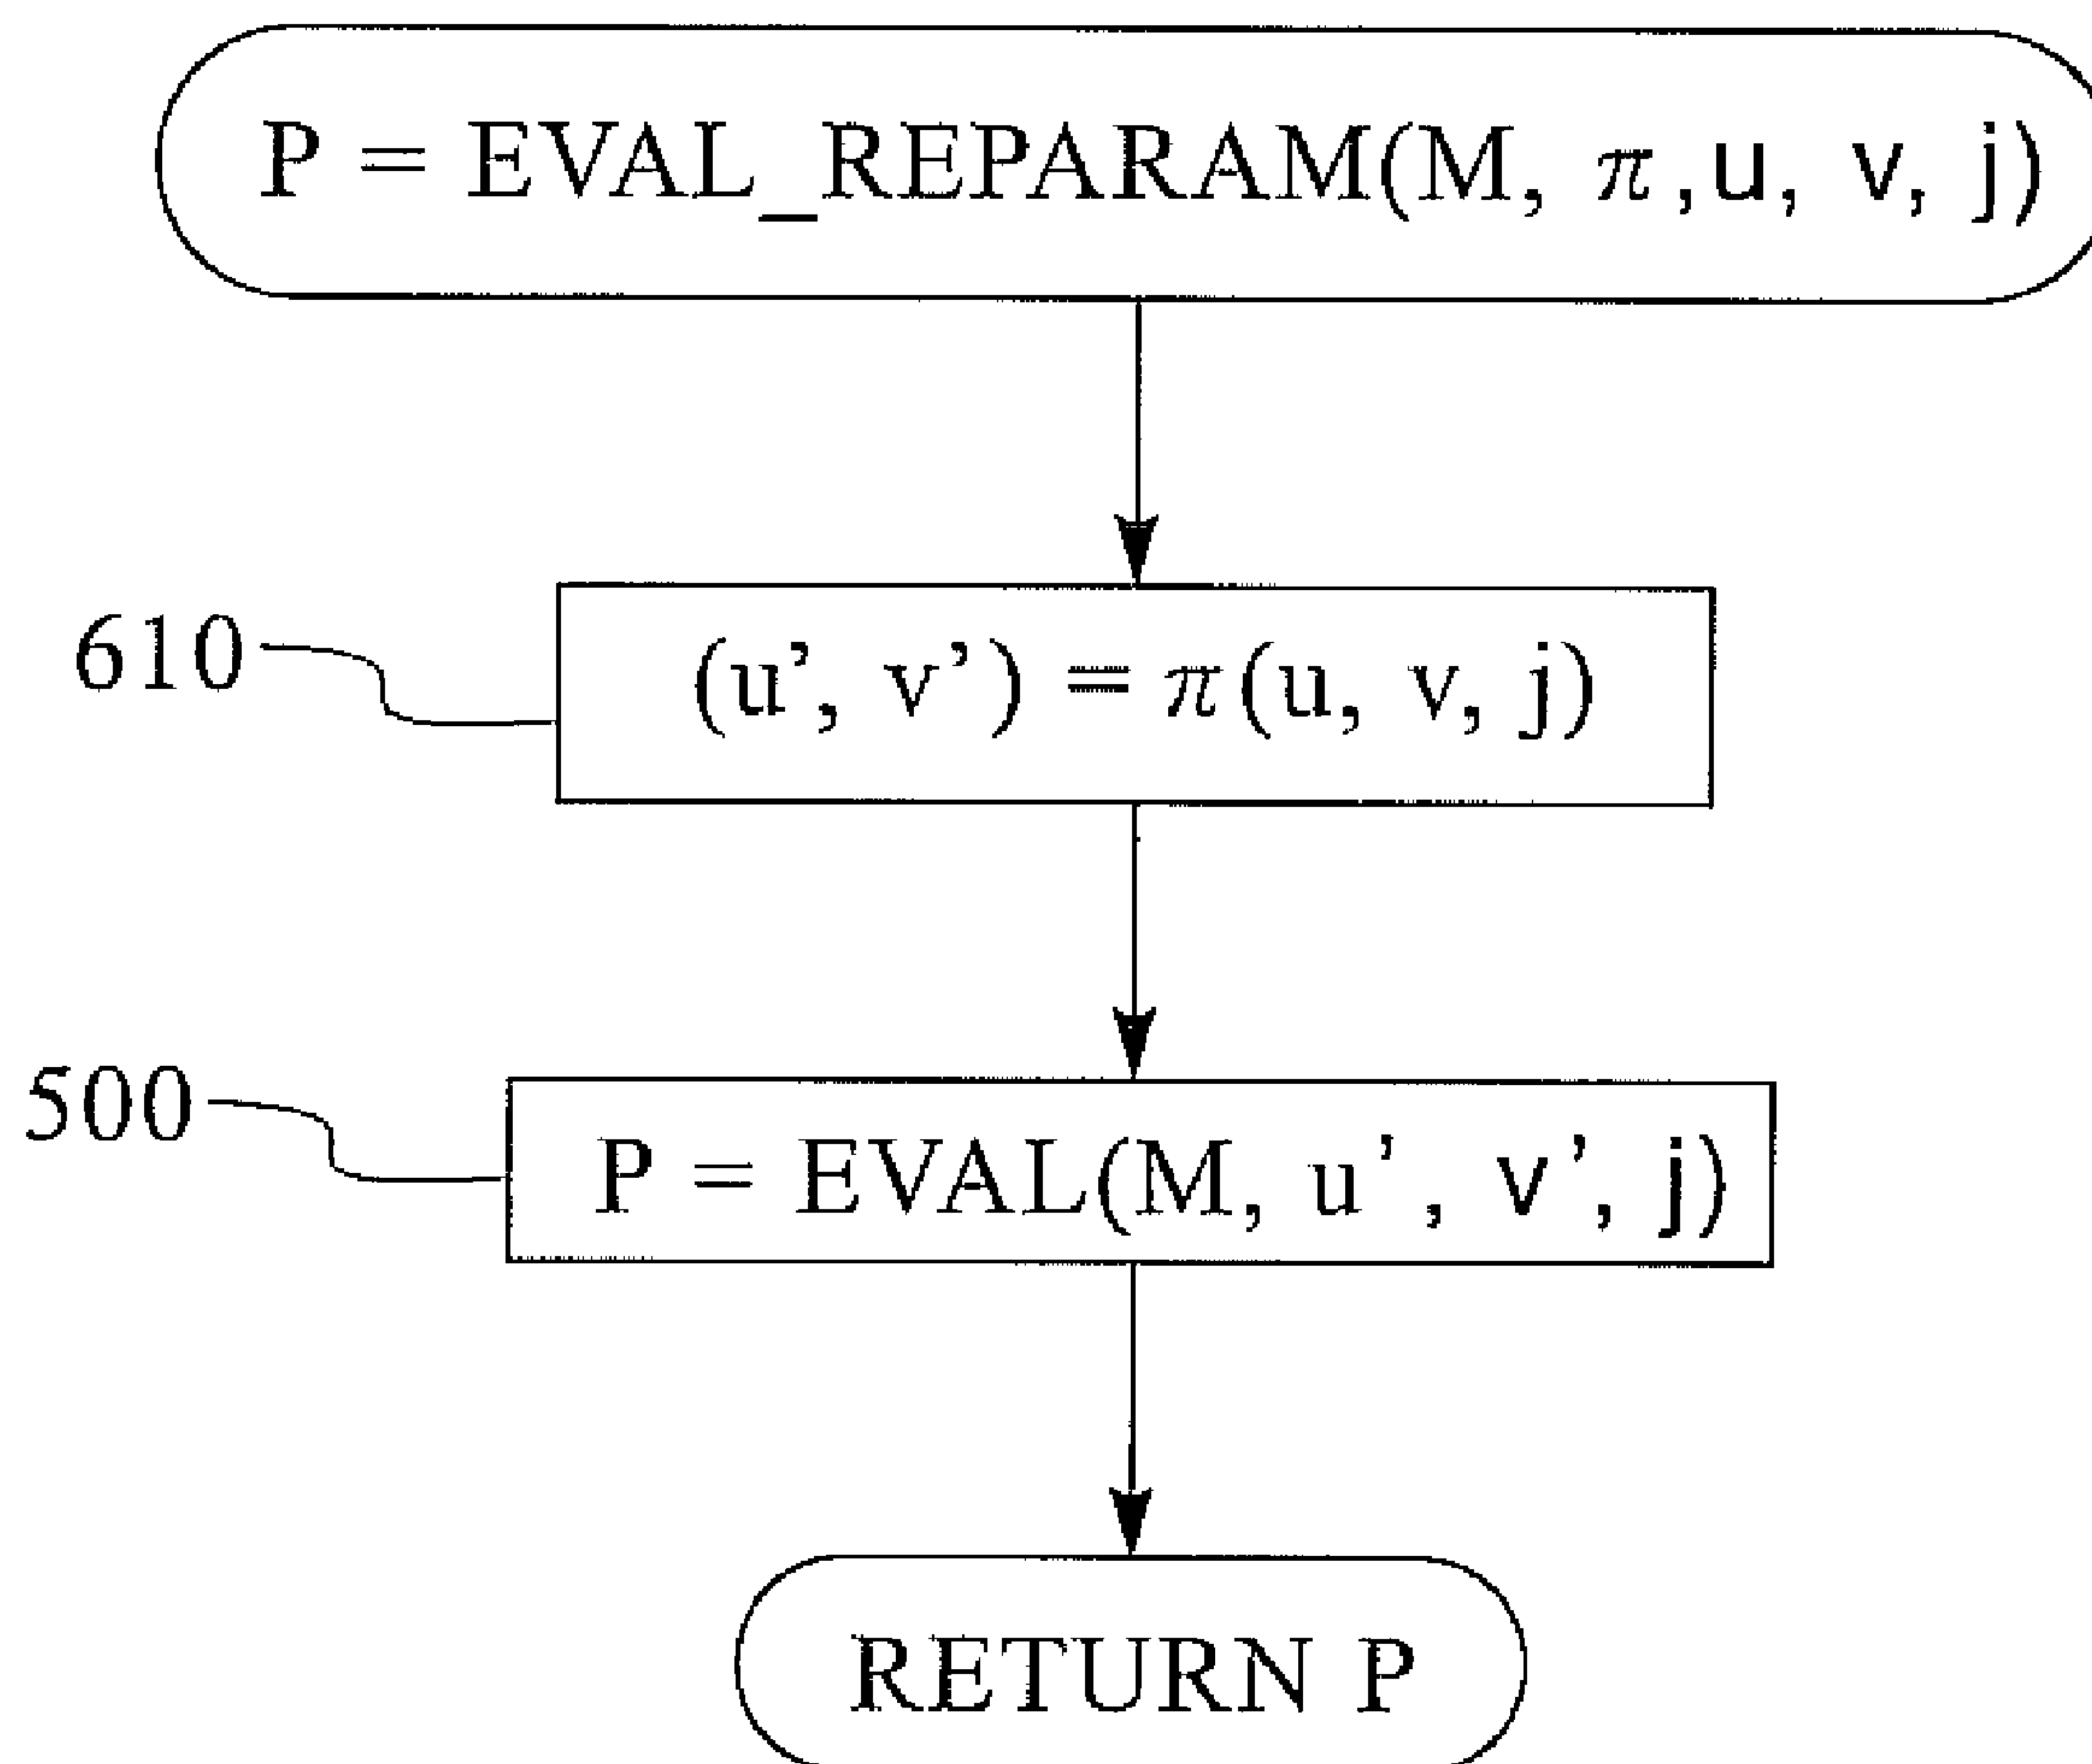 P = EVAL_REPARAM(M, π,u, v, j)
610
(u’, v’) = π(u, v, j)
500
P = EVAL(M, u’, v’, j)
RETURN P